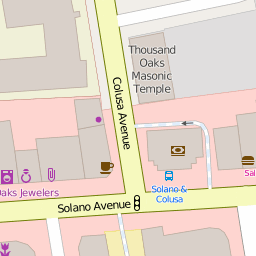 Thousand
Oaks
Masonic
Temple
Colusa Avenue
Solano &
Colusa
Oaks Jewelers
Solano Avenue